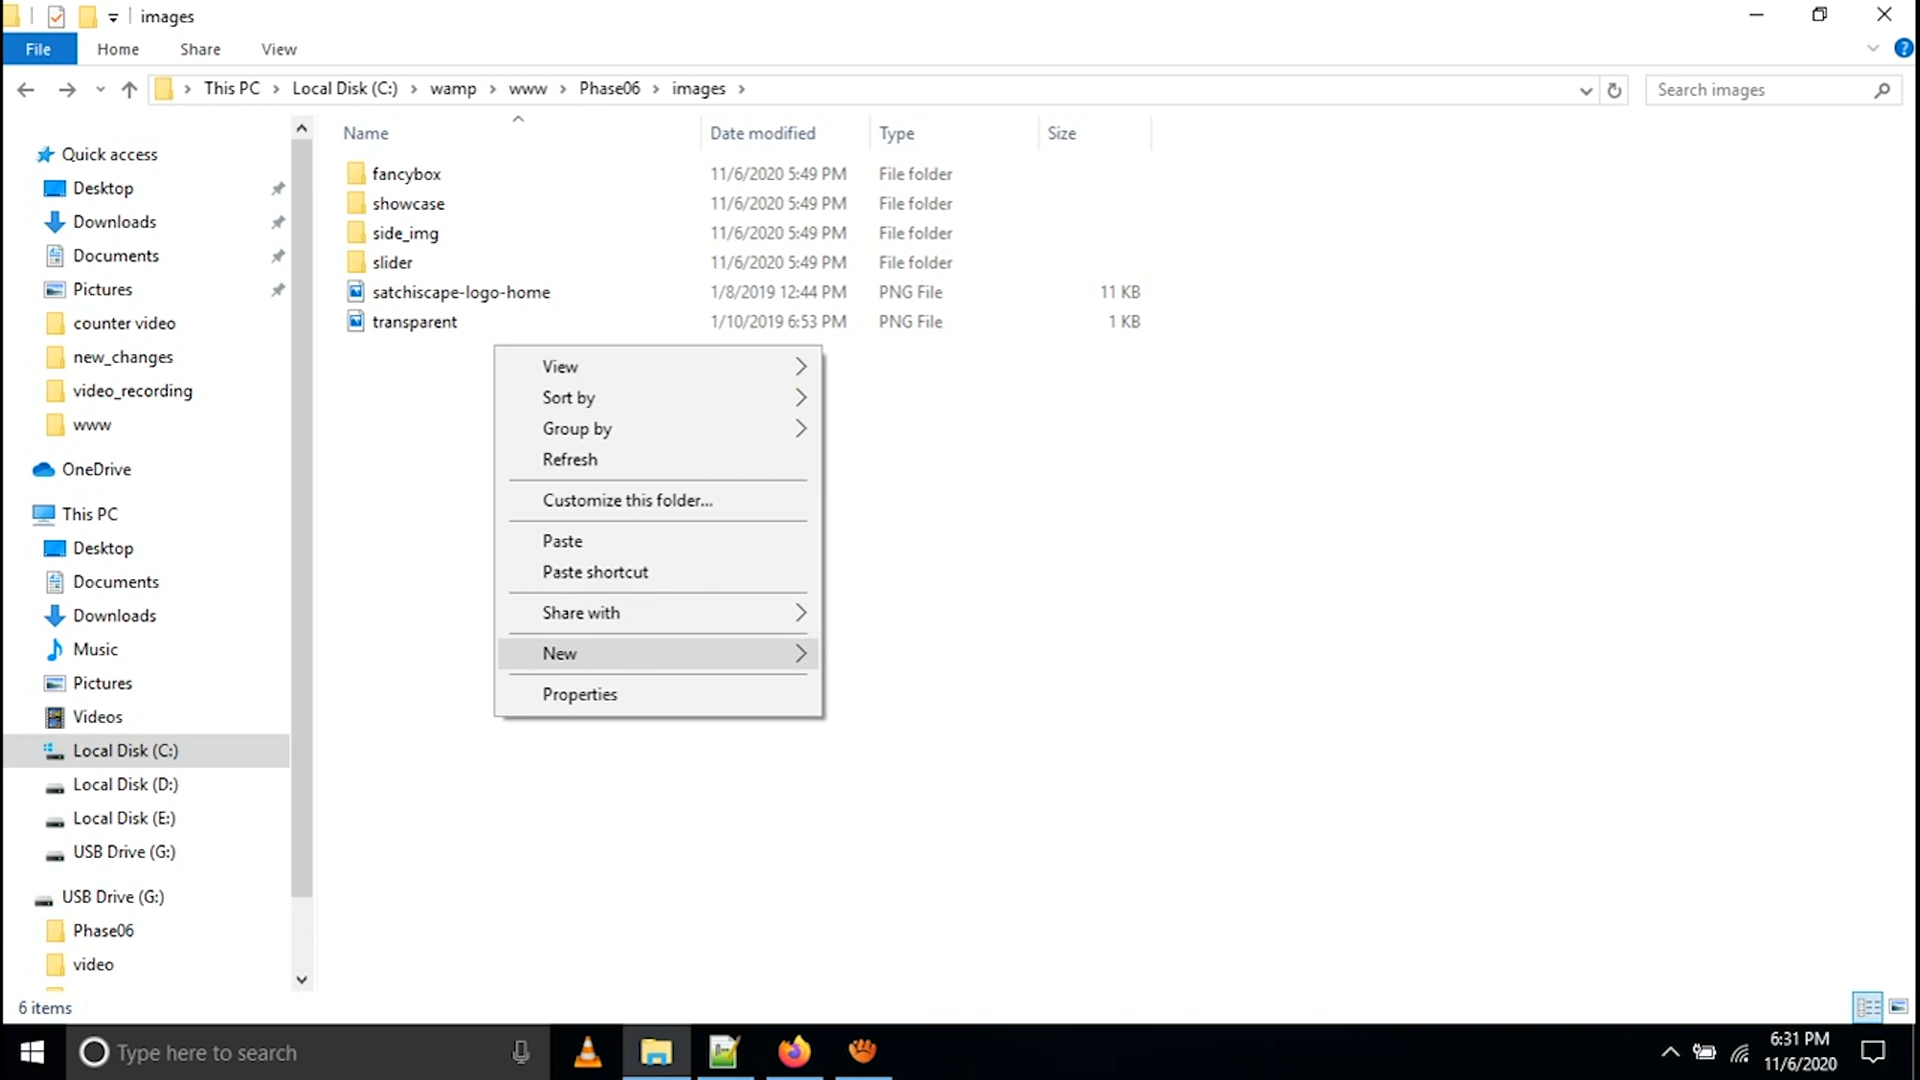 images
File Home Share View
This PC Local Disk (C:) wamp www Phase06 images
Search images
Name Date modified Type Size
Quick access
Desktop
Downloads
Documents
Pictures
counter video
new_changes
video_recording
www
OneDrive
This PC
Desktop
Documents
Downloads
Music
Pictures
Videos
Local Disk (C:)
Local Disk (D:)
Local Disk (E:)
USB Drive (G:)
USB Drive (G:)
Phase06
video
fancybox 11/6/2020 5:49 PM File folder
showcase 11/6/2020 5:49 PM File folder
side_img 11/6/2020 5:49 PM File folder
slider 11/6/2020 5:49 PM File folder
satchiscape-logo-home 1/8/2019 12:44 PM PNG File 11 KB
transparent 1/10/2019 6:53 PM PNG File 1 KB
View
Sort by
Group by
Refresh
Customize this folder...
Paste
Paste shortcut
Share with
New
Properties
6 items
Type here to search
6:31 PM
11/6/2020